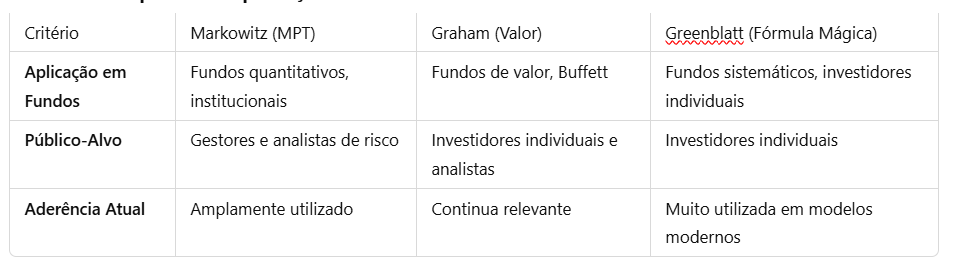 Critério Markowitz (MPT) Graham (Valor) Greenblatt (Fórmula Mágica)
Aplicação em Fundos quantitativos, Fundos de valor, Buffett Fundos sistemáticos, investidores
Fundos institucionais individuais
Público-Alvo Gestores e analistas de risco Investidores individuais e Investidores individuais
analistas
Aderência Atual Amplamente utilizado Continua relevante Muito utilizada em modelos
modernos